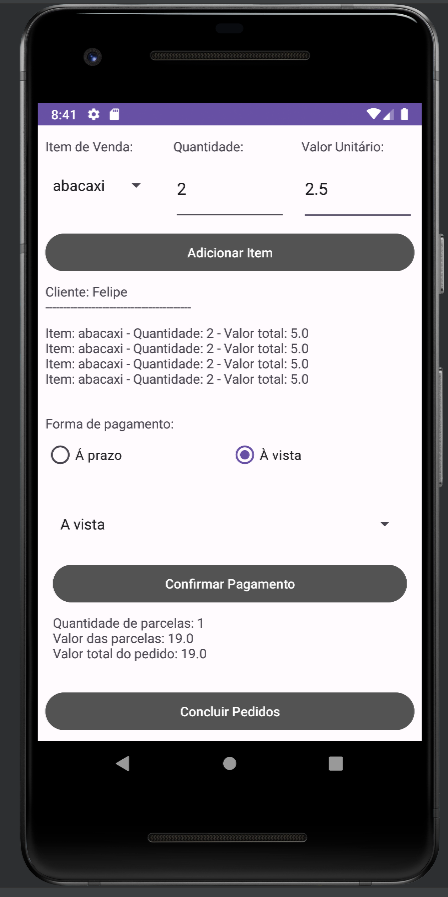 8:41
Item de Venda: Quantidade: Valor Unitário:
abacaxi 2 2.5
Adicionar Item
Cliente: Felipe
----------------------------------------
Item: abacaxi - Quantidade: 2 - Valor total: 5.0
Item: abacaxi - Quantidade: 2 - Valor total: 5.0
Item: abacaxi - Quantidade: 2 - Valor total: 5.0
Item: abacaxi - Quantidade: 2 - Valor total: 5.0
Forma de pagamento:
Á prazo À vista
A vista
Confirmar Pagamento
Quantidade de parcelas: 1
Valor das parcelas: 19.0
Valor total do pedido: 19.0
Concluir Pedidos